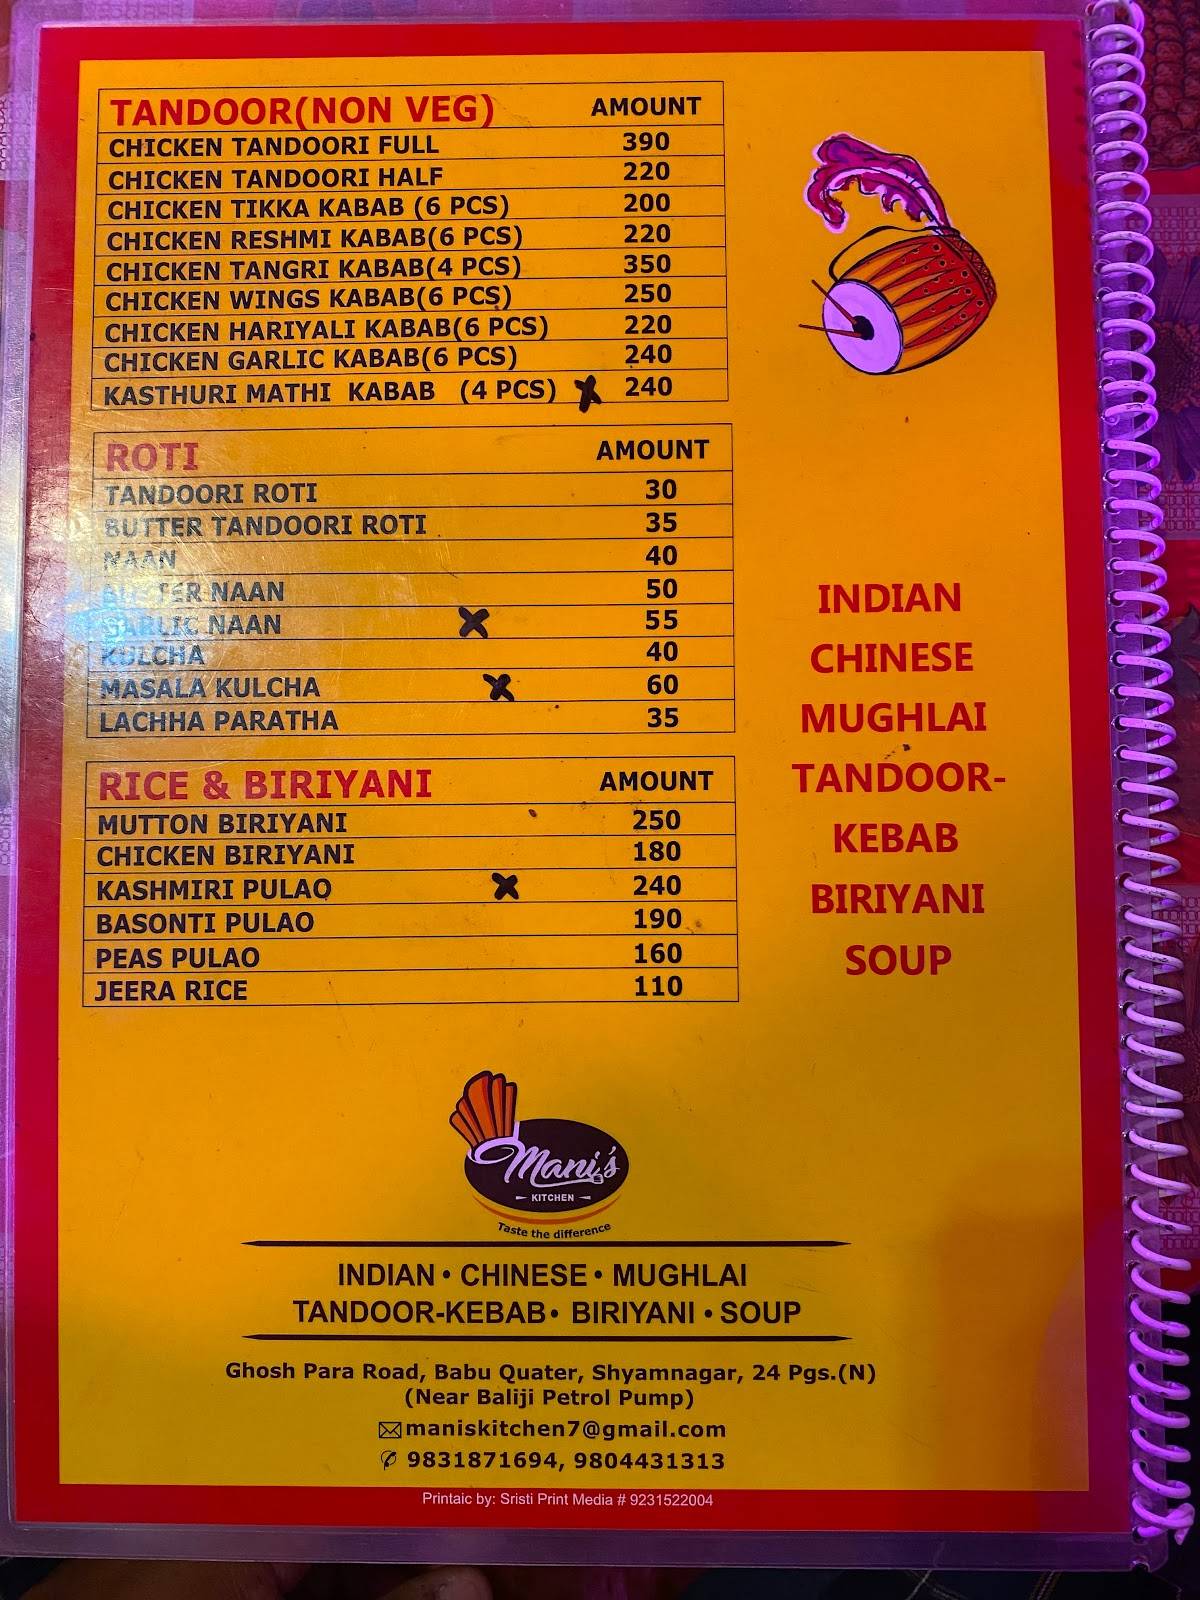 TANDOOR(NON VEG) AMOUNT
CHICKEN TANDOORI FULL 390
CHICKEN TANDOORI HALF 220
CHICKEN TIKKA KABAB (6 PCS) 200
CHICKEN RESHMI KABAB(6 PCS) 220
CHICKEN TANGRI KABAB(4 PCS) 350
CHICKEN WINGS KABAB(6 PCS) 250
CHICKEN HARIYALI KABAB(6 PCS) 220
CHICKEN GARLIC KABAB(6 PCS) 240
KASTHURI MATHI KABAB (4 PCS) 240
ROTI AMOUNT
TANDOORI ROTI 30
BUTTER TANDOORI ROTI 35
NAAN 40
BUTTER NAAN 50
GARLIC NAAN 55
KULCHA 40
MASALA KULCHA 60
LACHHA PARATHA 35
RICE & BIRIYANI AMOUNT
MUTTON BIRIYANI 250
CHICKEN BIRIYANI 180
KASHMIRI PULAO 240
BASONTI PULAO 190
PEAS PULAO 160
JEERA RICE 110
INDIAN
CHINESE
MUGHLAI
TANDOOR-
KEBAB
BIRIYANI
SOUP
Mani's
KITCHEN
Taste the difference
INDIAN • CHINESE • MUGHLAI
TANDOOR-KEBAB • BIRIYANI • SOUP
Ghosh Para Road, Babu Quater, Shyamnagar, 24 Pgs.(N)
(Near Baliji Petrol Pump)
maniskitchen7@gmail.com
9831871694, 9804431313
Printaic by: Sristi Print Media # 9231522004